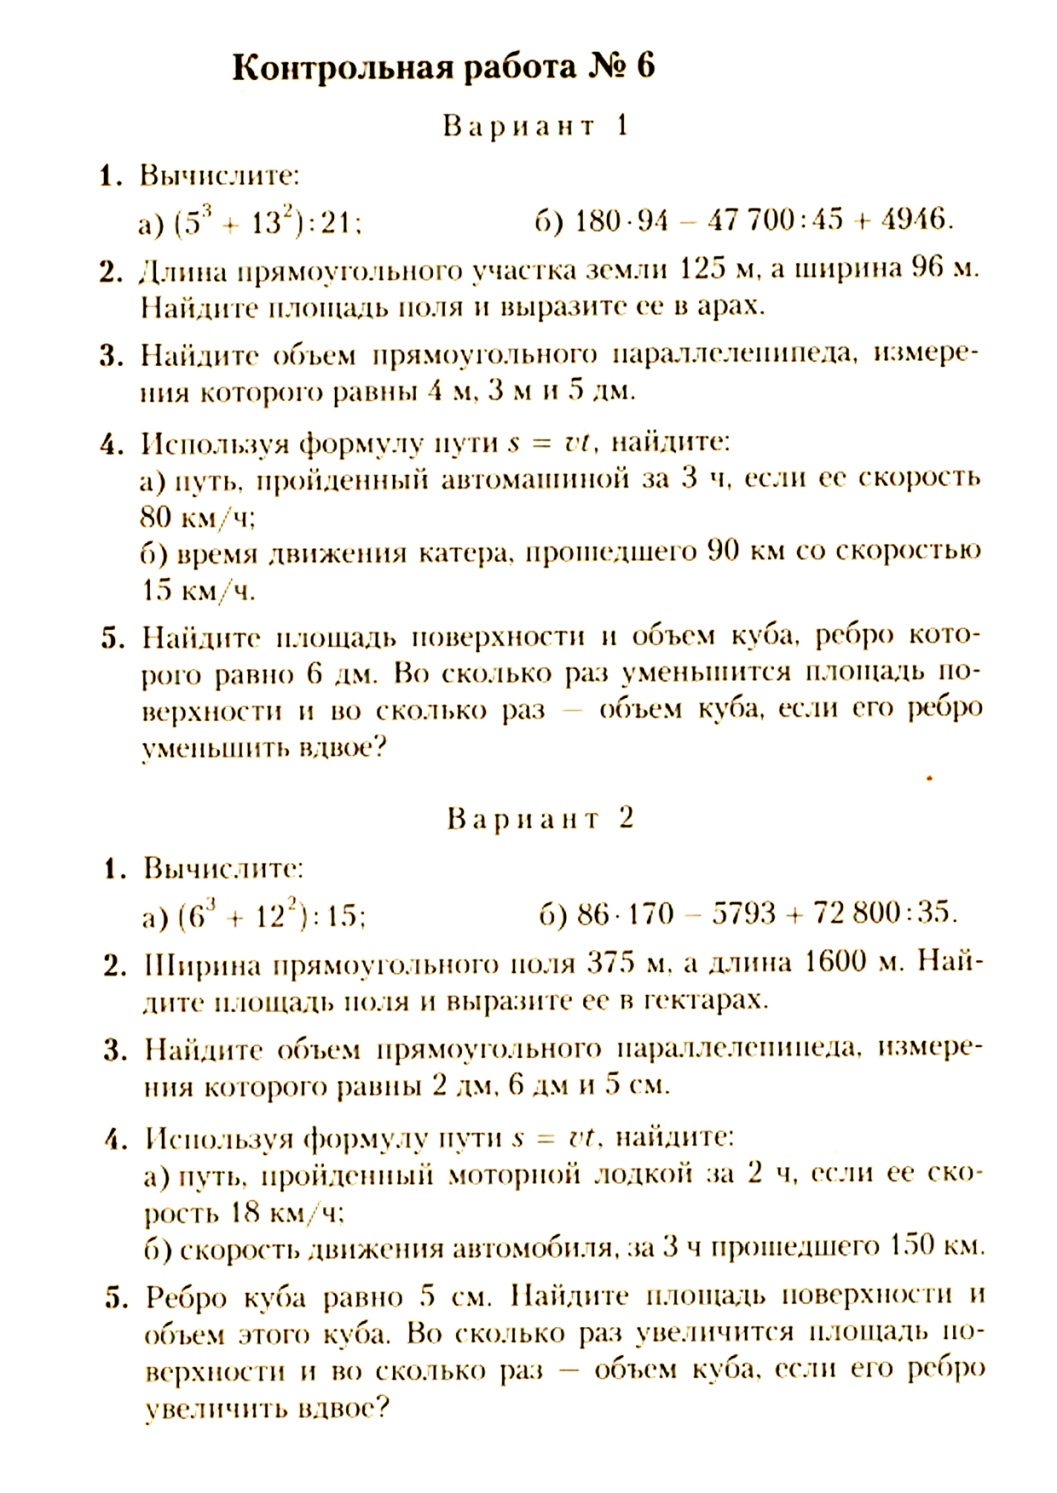 Контрольная работа № 6
Вариант 1
1. Вычислите:
а) (5³ + 13²) : 21; б) 180 · 94 – 47 700 : 45 + 4946.
2. Длина прямоугольного участка земли 125 м, а ширина 96 м.
Найдите площадь поля и выразите ее в арах.
3. Найдите объем прямоугольного параллелепипеда, измере-
ния которого равны 4 м, 3 м и 5 дм.
4. Используя формулу пути s = vt, найдите:
а) путь, пройденный автомашиной за 3 ч, если ее скорость
80 км/ч;
б) время движения катера, прошедшего 90 км со скоростью
15 км/ч.
5. Найдите площадь поверхности и объем куба, ребро кото-
рого равно 6 дм. Во сколько раз уменьшится площадь по-
верхности и во сколько раз — объем куба, если его ребро
уменьшить вдвое?
Вариант 2
1. Вычислите:
а) (6³ + 12²) : 15; б) 86 · 170 – 5793 + 72 800 : 35.
2. Ширина прямоугольного поля 375 м, а длина 1600 м. Най-
дите площадь поля и выразите ее в гектарах.
3. Найдите объем прямоугольного параллелепипеда, измере-
ния которого равны 2 дм, 6 дм и 5 см.
4. Используя формулу пути s = vt, найдите:
а) путь, пройденный моторной лодкой за 2 ч, если ее ско-
рость 18 км/ч;
б) скорость движения автомобиля, за 3 ч прошедшего 150 км.
5. Ребро куба равно 5 см. Найдите площадь поверхности и
объем этого куба. Во сколько раз увеличится площадь по-
верхности и во сколько раз — объем куба, если его ребро
увеличить вдвое?